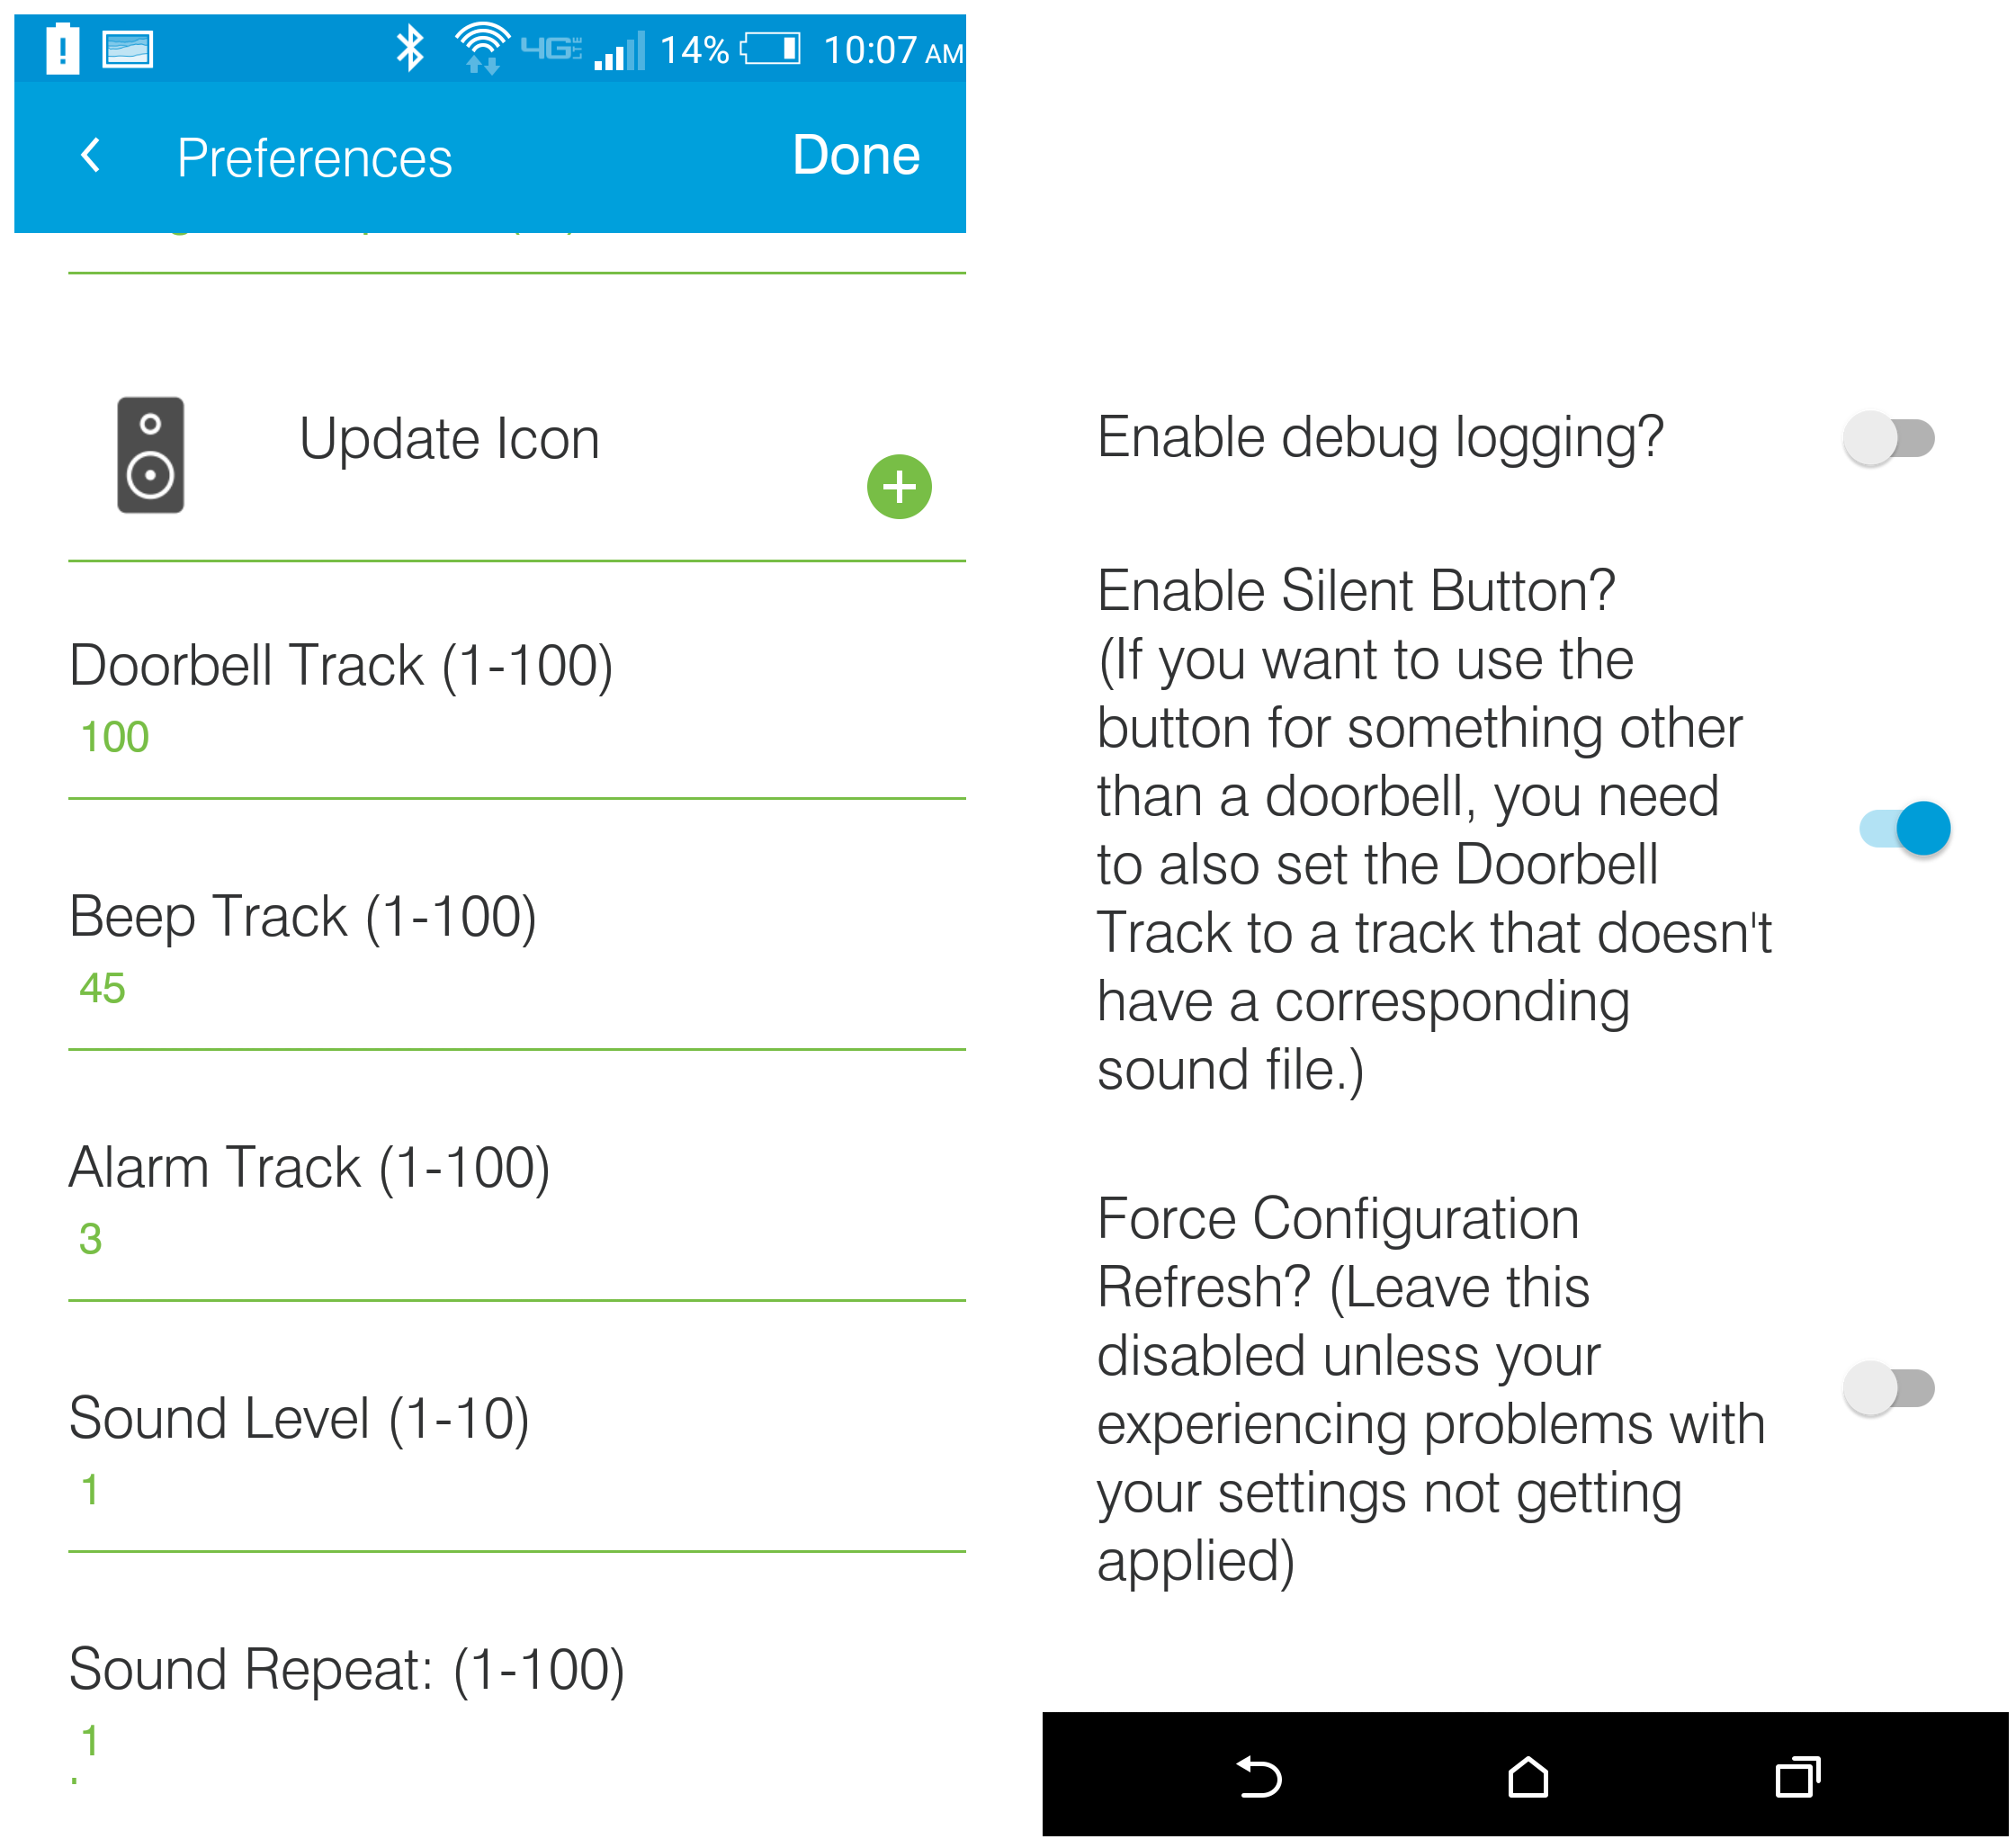 4G LTE 14% 10:07 AM
Preferences Done
Update Icon
Doorbell Track (1-100)
100
Beep Track (1-100)
45
Alarm Track (1-100)
3
Sound Level (1-10)
1
Sound Repeat: (1-100)
1
Enable debug logging?
Enable Silent Button?
(If you want to use the
button for something other
than a doorbell, you need
to also set the Doorbell
Track to a track that doesn't
have a corresponding
sound file.)
Force Configuration
Refresh? (Leave this
disabled unless your
experiencing problems with
your settings not getting
applied)